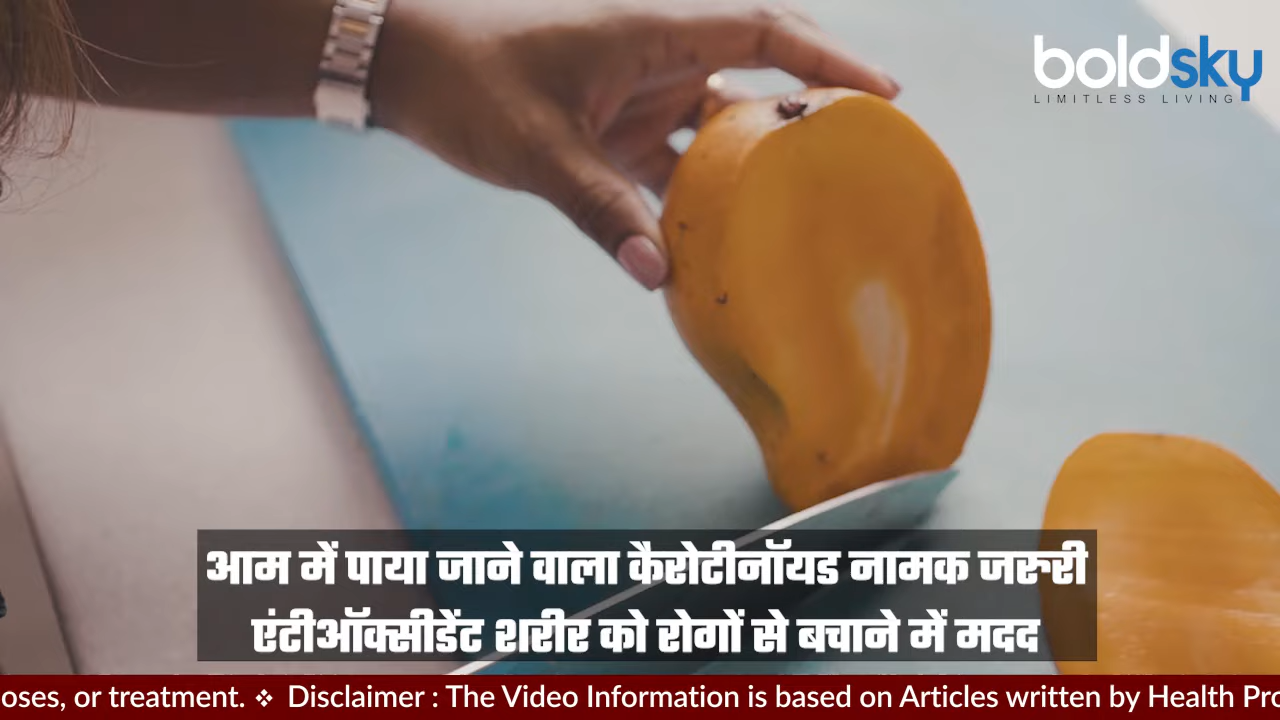 boldsky
LIMITLESS LIVING
आम में पाया जाने वाला कैरोटीनॉयड नामक जरुरी
एंटीऑक्सीडेंट शरीर को रोगों से बचाने में मदद
oses, or treatment. ❖ Disclaimer : The Video Information is based on Articles written by Health Pro